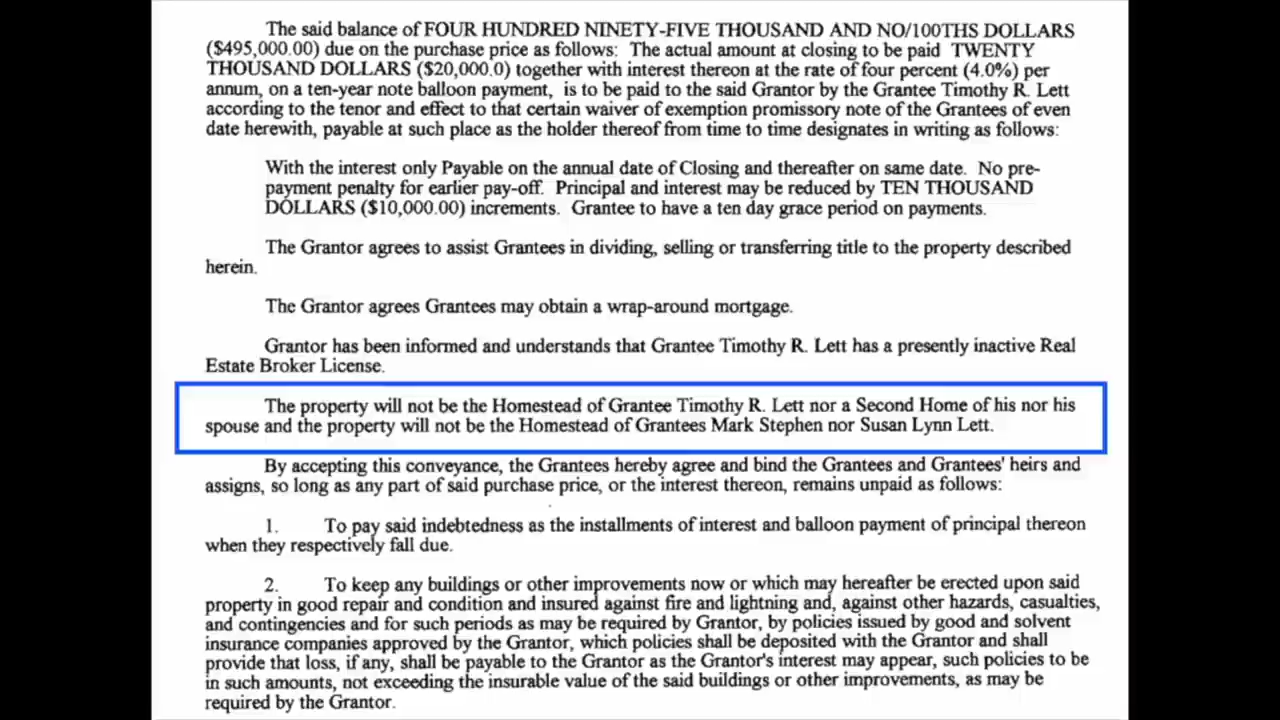 The said balance of FOUR HUNDRED NINETY-FIVE THOUSAND AND NO/100THS DOLLARS
($495,000.00) due on the purchase price as follows: The actual amount at closing to be paid TWENTY
THOUSAND DOLLARS ($20,000.0) together with interest thereon at the rate of four percent (4.0%) per
annum, on a ten-year note balloon payment, is to be paid to the said Grantor by the Grantee Timothy R. Lett
according to the tenor and effect to that certain waiver of exemption promissory note of the Grantees of even
date herewith, payable at such place as the holder thereof from time to time designates in writing as follows:
With the interest only Payable on the annual date of Closing and thereafter on same date. No pre-
payment penalty for earlier pay-off. Principal and interest may be reduced by TEN THOUSAND
DOLLARS ($10,000.00) increments. Grantee to have a ten day grace period on payments.
The Grantor agrees to assist Grantees in dividing, selling or transferring title to the property described
herein.
The Grantor agrees Grantees may obtain a wrap-around mortgage.
Grantor has been informed and understands that Grantee Timothy R. Lett has a presently inactive Real
Estate Broker License.
The property will not be the Homestead of Grantee Timothy R. Lett nor a Second Home of his nor his
spouse and the property will not be the Homestead of Grantees Mark Stephen nor Susan Lynn Lett.
By accepting this conveyance, the Grantees hereby agree and bind the Grantees and Grantees' heirs and
assigns, so long as any part of said purchase price, or the interest thereon, remains unpaid as follows:
1. To pay said indebtedness as the installments of interest and balloon payment of principal thereon
when they respectively fall due.
2. To keep any buildings or other improvements now or which may hereafter be erected upon said
property in good repair and condition and insured against fire and lightning and, against other hazards, casualties,
and contingencies and for such periods as may be required by Grantor, by policies issued by good and solvent
insurance companies approved by the Grantor, which policies shall be deposited with the Grantor and shall
provide that loss, if any, shall be payable to the Grantor as the Grantor's interest may appear, such policies to be
in such amounts, not exceeding the insurable value of the said buildings or other improvements, as may be
required by the Grantor.